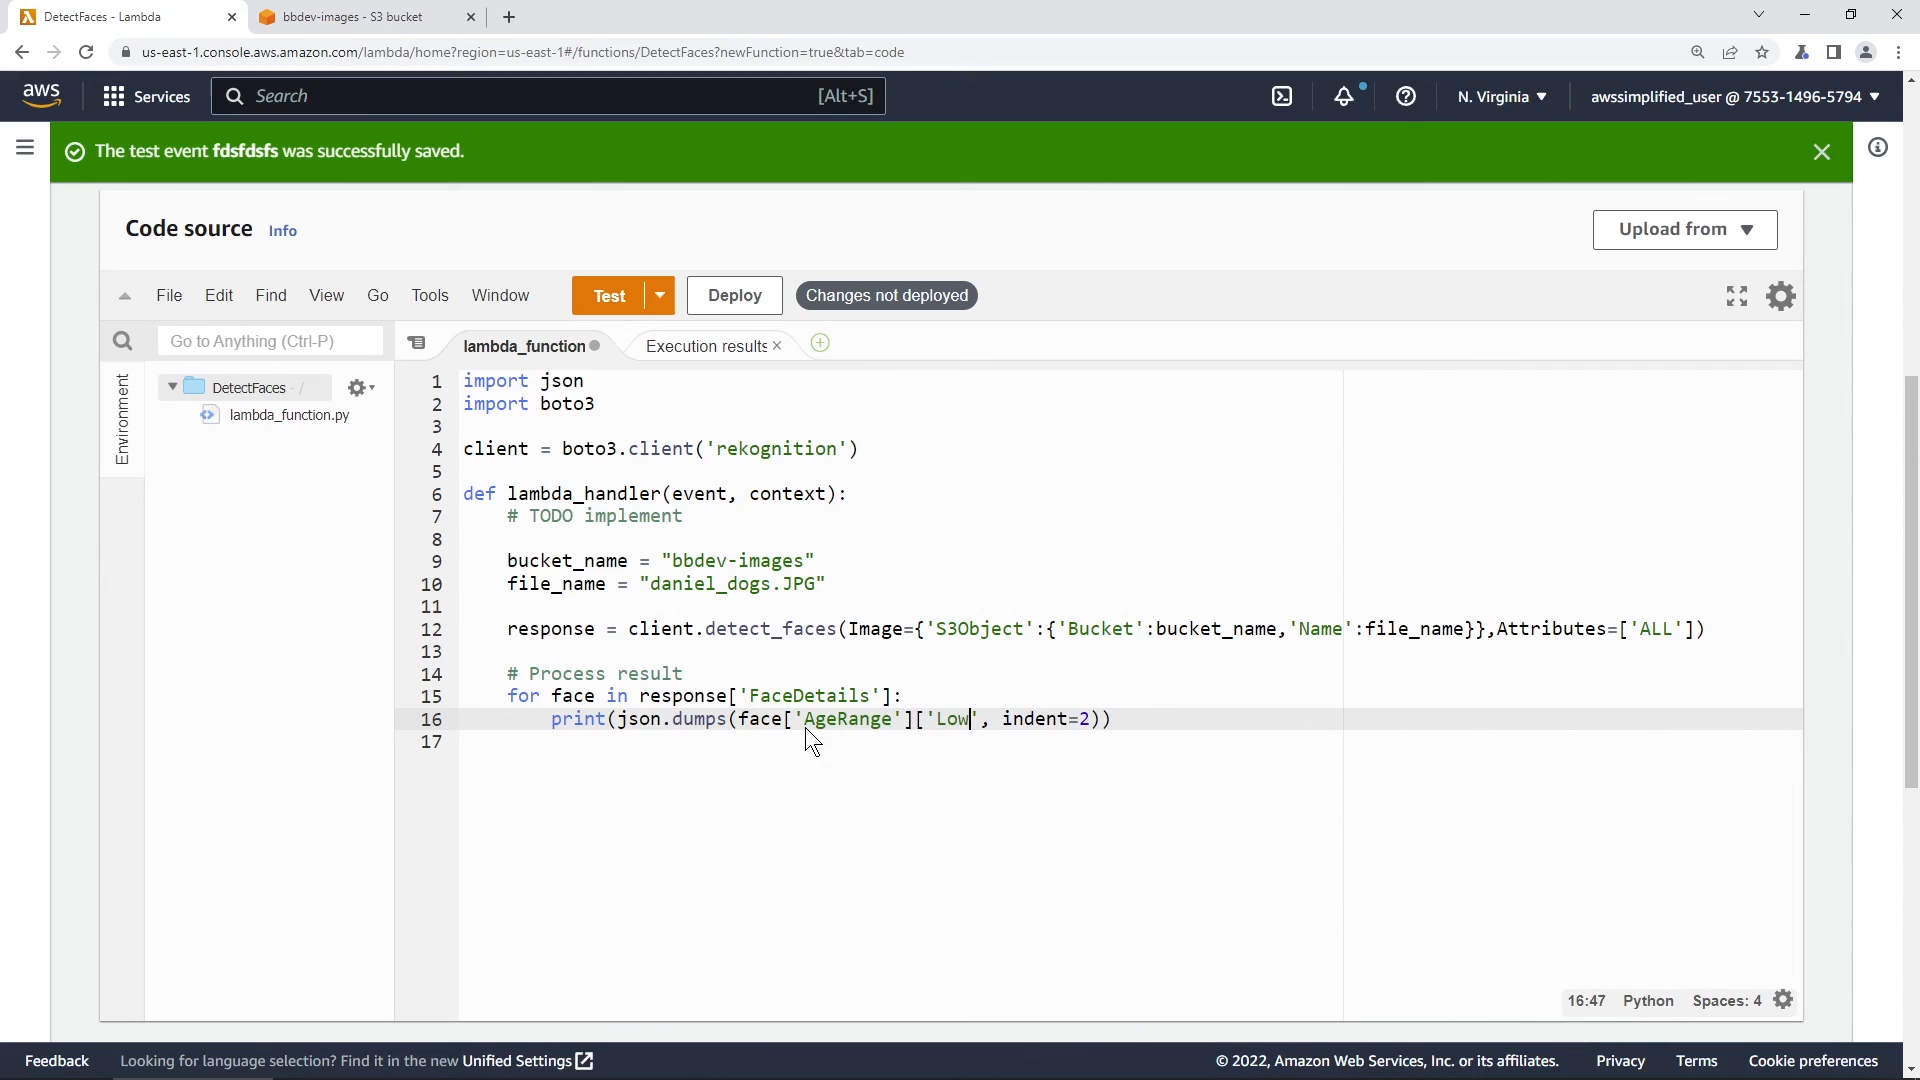 DetectFaces - Lambda
bbdev-images - S3 bucket
us-east-1.console.aws.amazon.com/lambda/home?region=us-east-1#/functions/DetectFaces?newFunction=true&tab=code
aws
Services
Search
[Alt+S]
N. Virginia
awssimplified_user @ 7553-1496-5794
The test event fdsfdsfs was successfully saved.
Code source
Info
Upload from
File
Edit
Find
View
Go
Tools
Window
Test
Deploy
Changes not deployed
Go to Anything (Ctrl-P)
lambda_function
Execution results
Environment
DetectFaces - /
lambda_function.py
1 import json
2 import boto3
3
4 client = boto3.client('rekognition')
5
6 def lambda_handler(event, context):
7 # TODO implement
8
9 bucket_name = "bbdev-images"
10 file_name = "daniel_dogs.JPG"
11
12 response = client.detect_faces(Image={'S3Object':{'Bucket':bucket_name,'Name':file_name}},Attributes=['ALL'])
13
14 # Process result
15 for face in response['FaceDetails']:
16 print(json.dumps(face['AgeRange']['Low', indent=2))
17
16:47
Python
Spaces: 4
Feedback
Looking for language selection? Find it in the new Unified Settings
© 2022, Amazon Web Services, Inc. or its affiliates.
Privacy
Terms
Cookie preferences